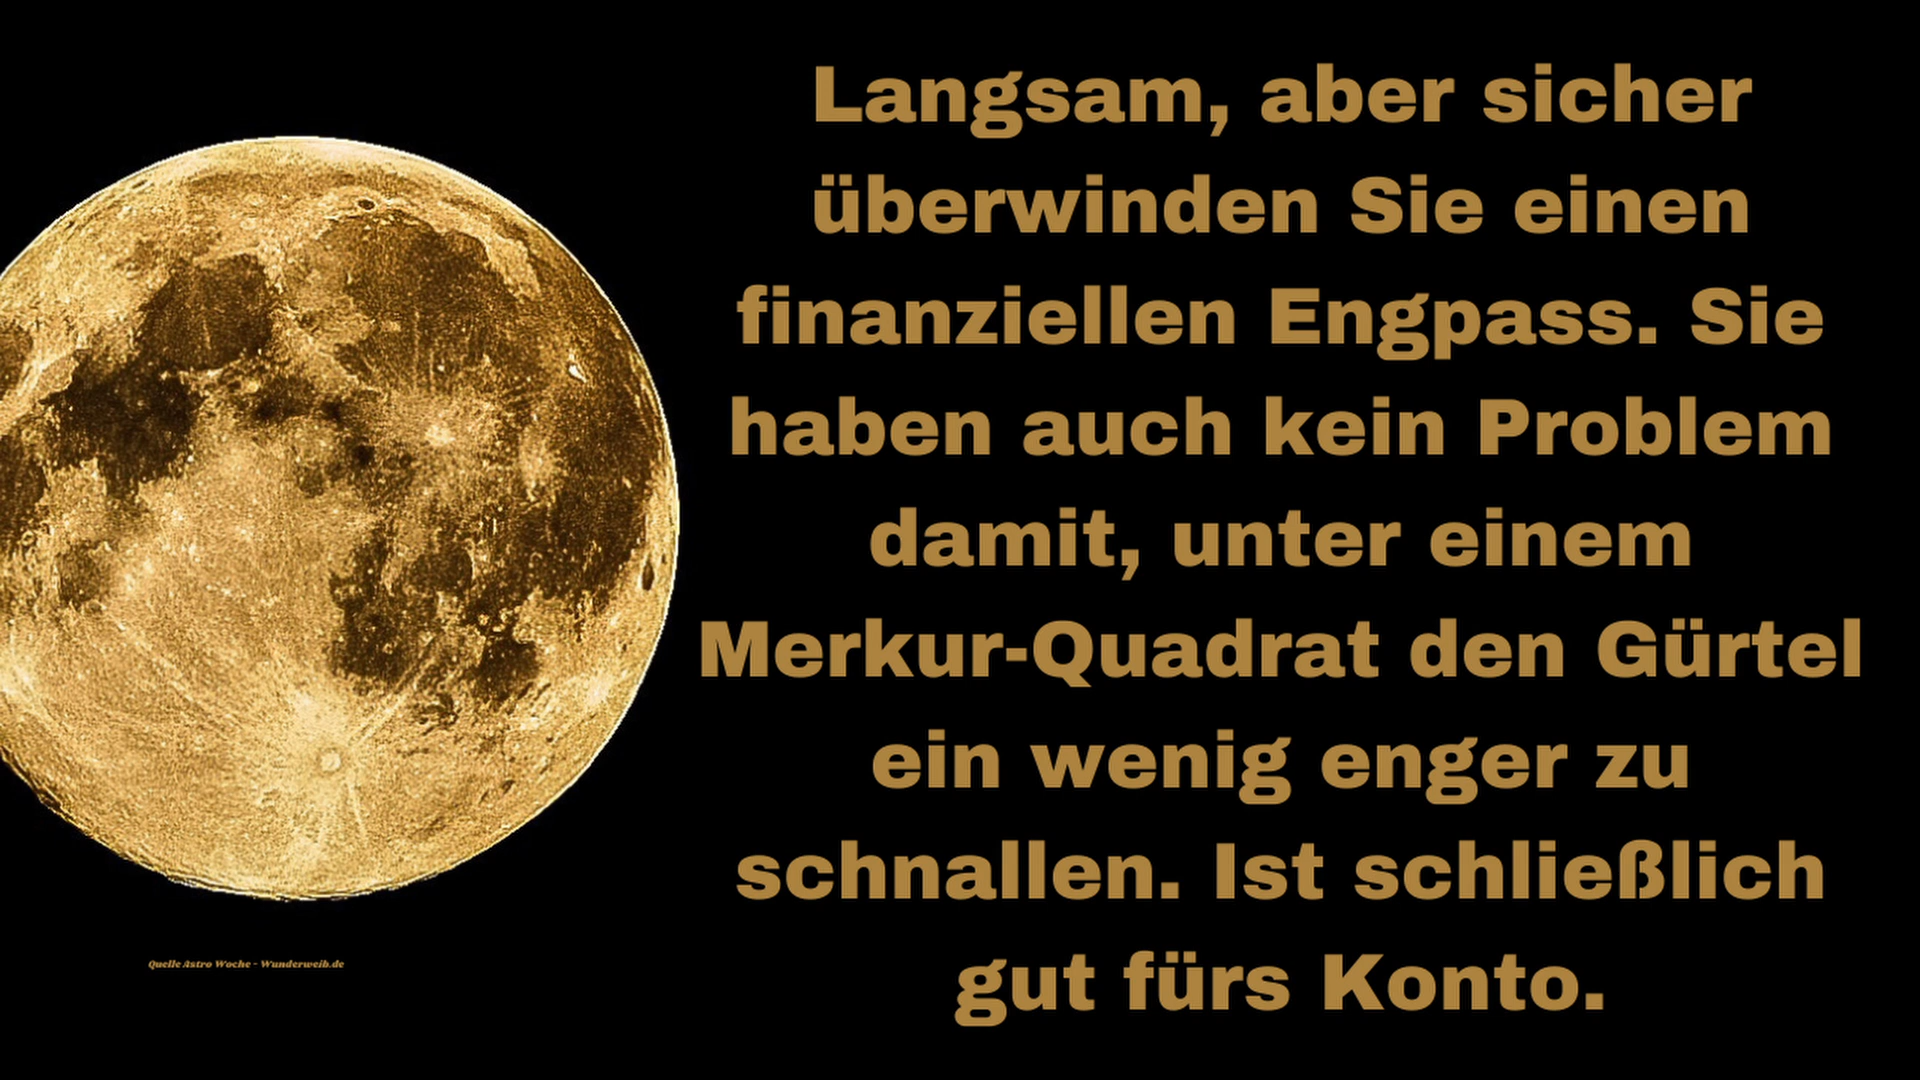 Langsam, aber sicher
überwinden Sie einen
finanziellen Engpass. Sie
haben auch kein Problem
damit, unter einem
Merkur-Quadrat den Gürtel
ein wenig enger zu
schnallen. Ist schließlich
gut fürs Konto.
Quelle Astro Woche - Wunderweib.de